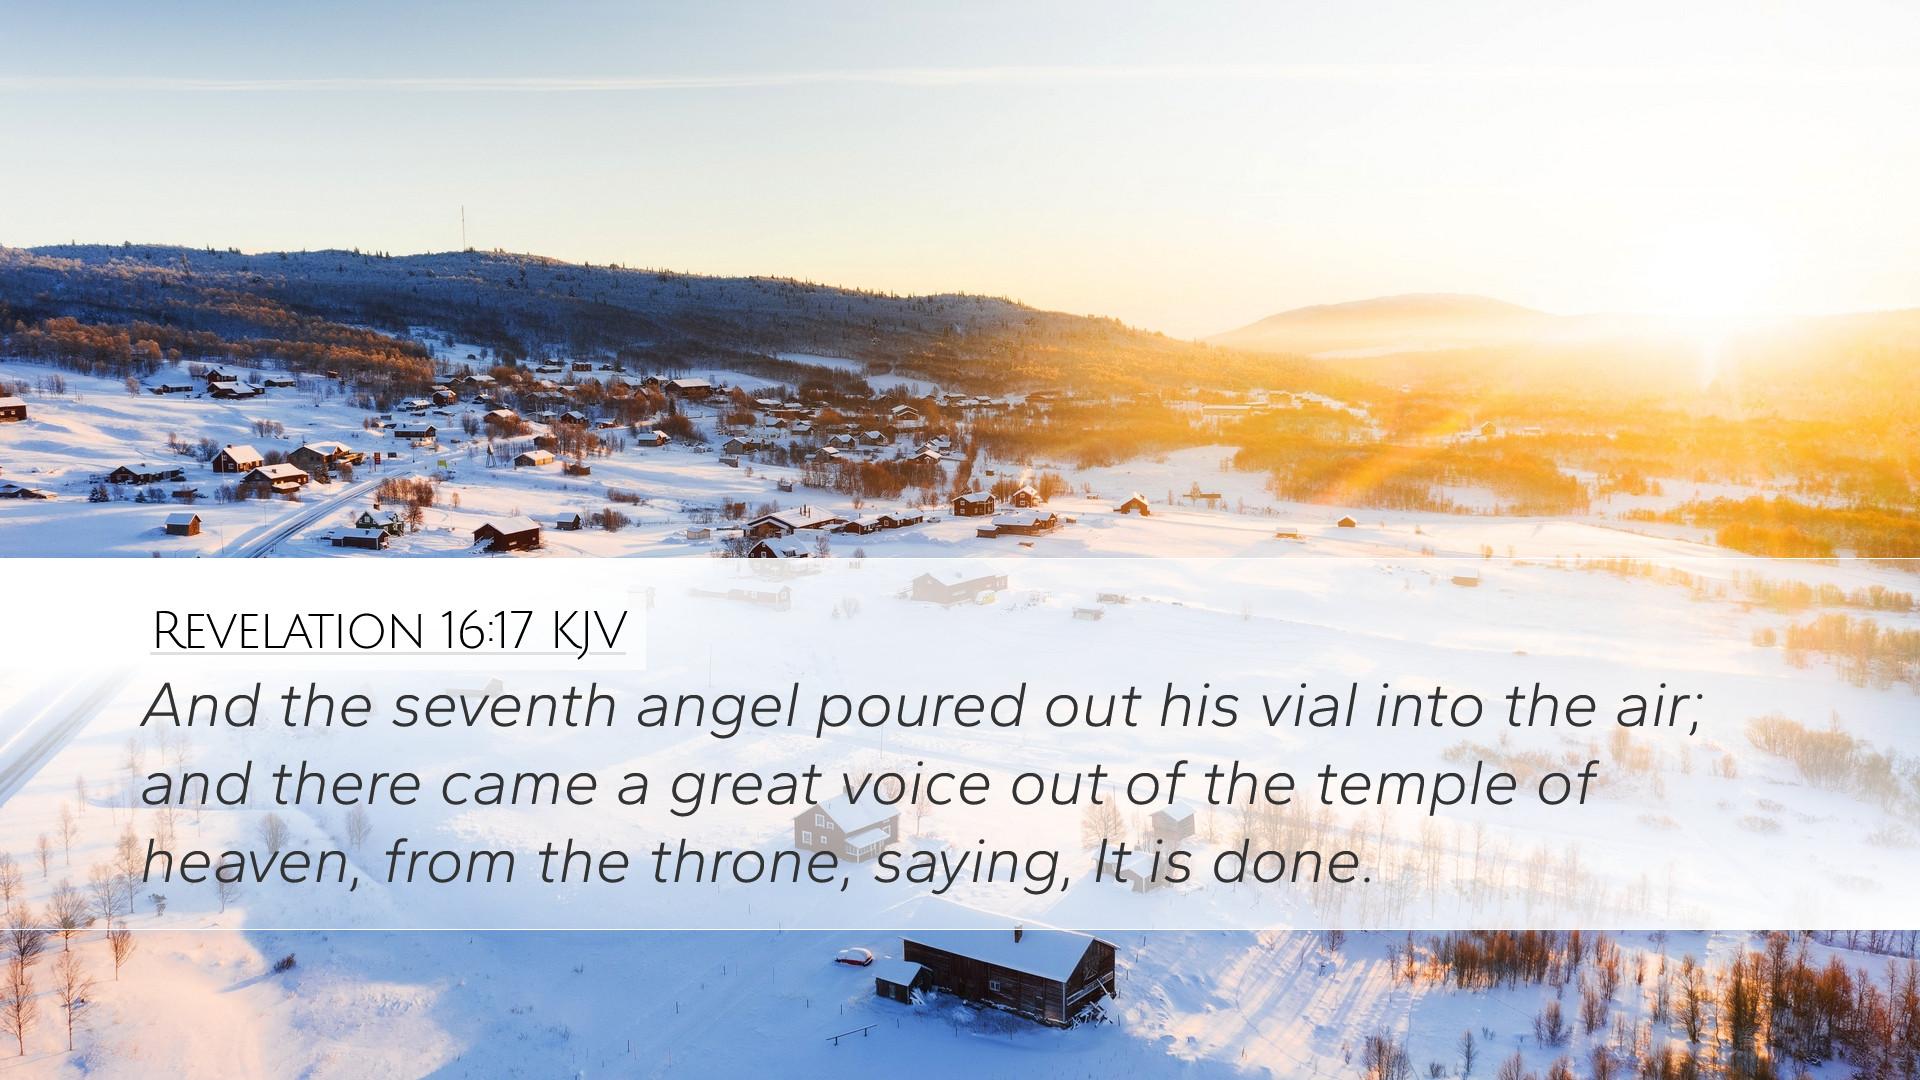 Revelation 16:17 KJV
And the seventh angel poured out his vial into the air;
and there came a great voice out of the temple of
heaven, from the throne, saying, It is done.